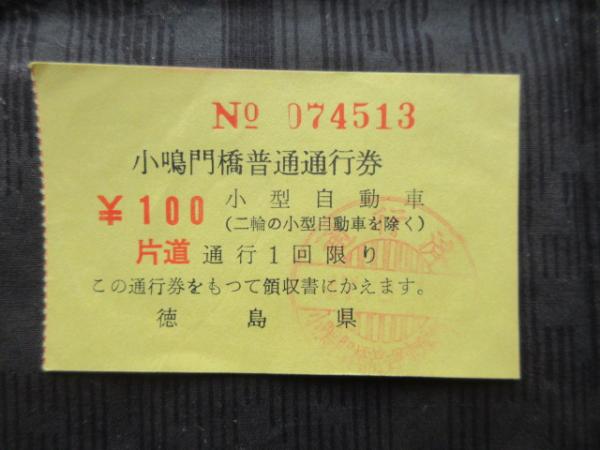 № 074513
小鳴門橋普通通行券
¥100 小型自動車
(二輪の小型自動車を除く)
片道 通行1回限り
この通行券をもつて領収書にかえます。
徳島県